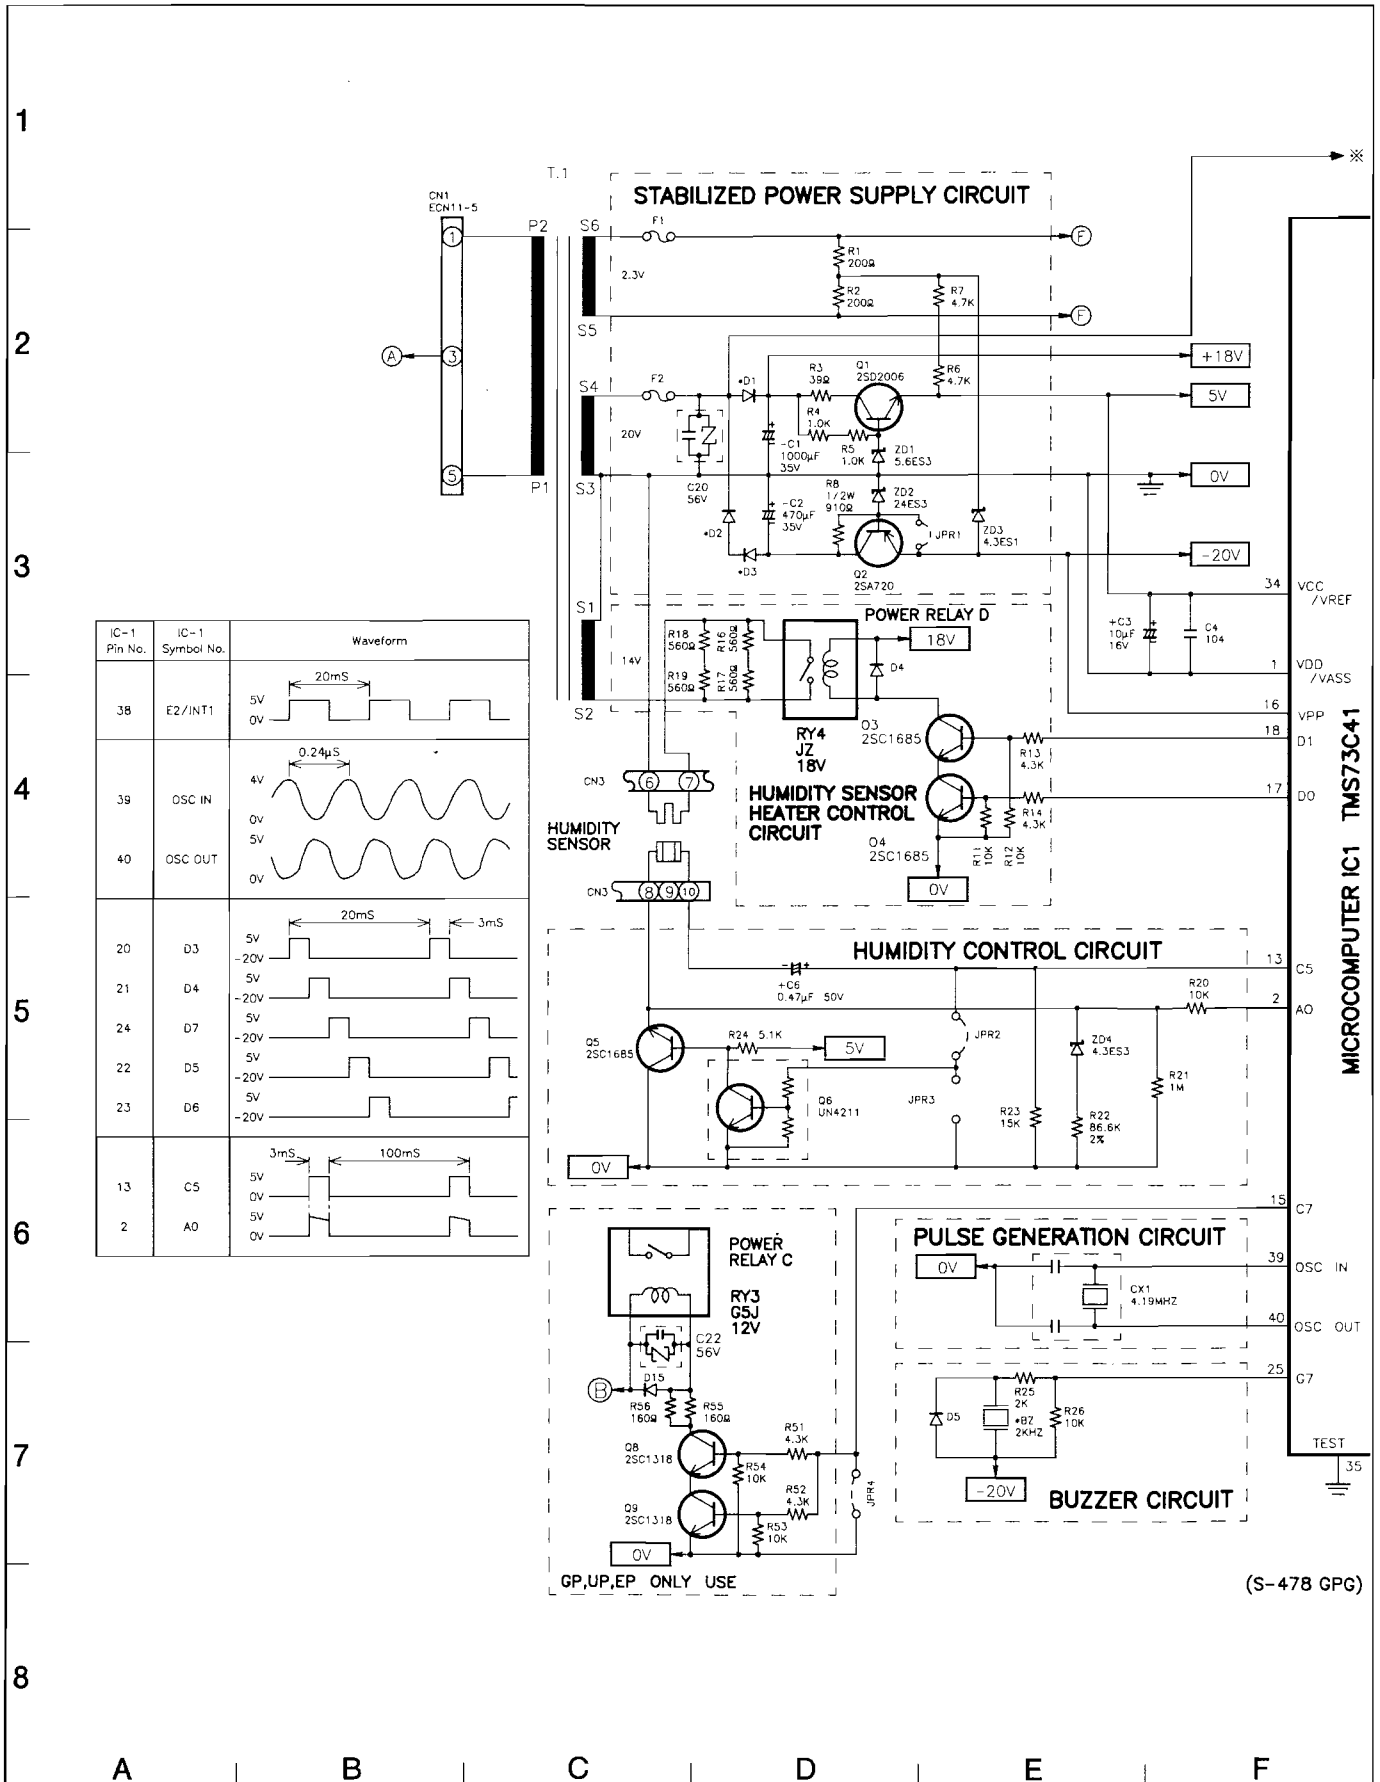 1
※
T.1
STABILIZED POWER SUPPLY CIRCUIT
CN1
ECN11-5
1
P2
S6
F1
F
R1
200Ω
2.3V
R2
200Ω
R7
4.7K
F
S5
2
A
3
+18V
S4
F2
•D1
R3
39Ω
Q1
2SD2006
R6
4.7K
5V
20V
R4
1.0K
-C1
1000μF
35V
R5
1.0K
ZD1
5.6ES3
5
P1
S3
C20
56V
0V
R8
1/2W
910Ω
ZD2
24ES3
-C2
470μF
35V
•D2
JPR1
ZD3
4.3ES1
•D3
-20V
3
Q2
2SA720
34
VCC
/VREF
S1
POWER RELAY D
18V
R18
560Ω
R16
560Ω
+C3
10μF
16V
C4
104
14V
R19
560Ω
R17
560Ω
D4
1
VDD
/VASS
S2
16
VPP
RY4
JZ
18V
Q3
2SC1685
18
D1
R13
4.3K
4
CN3
6
7
HUMIDITY SENSOR
HEATER CONTROL
CIRCUIT
17
D0
R14
4.3K
HUMIDITY
SENSOR
Q4
2SC1685
R11
10K
R12
10K
CN3
8
9
10
0V
MICROCOMPUTER IC1 TMS73C41
IC-1
Pin No.
IC-1
Symbol No.
Waveform
38
E2/INT1
20mS
5V
0V
39
OSC IN
0.24μS
4V
0V
40
OSC OUT
5V
0V
20mS
3mS
20
D3
5V
-20V
21
D4
5V
-20V
24
D7
5V
-20V
22
D5
5V
-20V
23
D6
5V
-20V
3mS
100mS
13
C5
5V
0V
2
A0
5V
0V
HUMIDITY CONTROL CIRCUIT
13
C5
+C6
0.47μF 50V
R20
10K
2
A0
5
Q5
2SC1685
R24 5.1K
5V
JPR2
ZD4
4.3ES3
R21
1M
Q6
UN4211
JPR3
R23
15K
R22
86.6K
2%
0V
15
C7
6
POWER
RELAY C
RY3
G5J
12V
PULSE GENERATION CIRCUIT
0V
39
OSC IN
CX1
4.19MHZ
40
OSC OUT
C22
56V
B
D15
R56
160Ω
R55
160Ω
25
G7
D5
R25
2K
•BZ
2KHZ
R26
10K
7
Q8
2SC1318
R51
4.3K
R54
10K
TEST
35
-20V
BUZZER CIRCUIT
Q9
2SC1318
R52
4.3K
JPR4
R53
10K
0V
GP,UP,EP ONLY USE
(S-478 GPG)
8
A
B
C
D
E
F